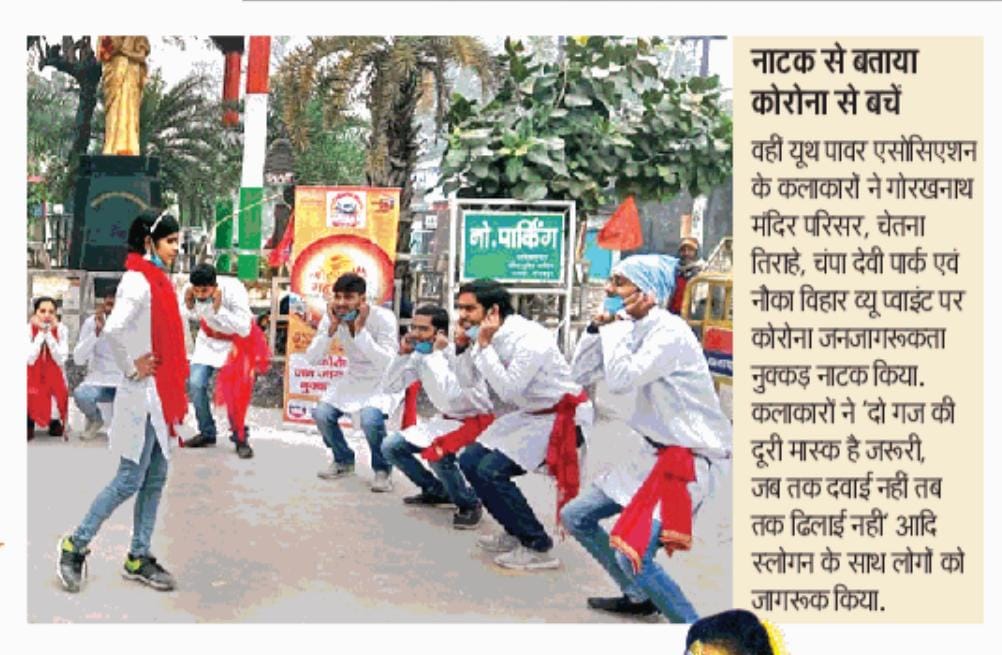 नाटक से बताया
कोरोना से बचें
वहीं यूथ पावर एसोसिएशन
के कलाकारों ने गोरखनाथ
मंदिर परिसर, चेतना
तिराहे, चंपा देवी पार्क एवं
नौका विहार व्यू प्वाइंट पर
कोरोना जनजागरूकता
नुक्कड़ नाटक किया.
कलाकारों ने 'दो गज की
दूरी मास्क है जरूरी,
जब तक दवाई नहीं तब
तक ढिलाई नहीं' आदि
स्लोगन के साथ लोगों को
जागरूक किया.
नो.पार्किंग